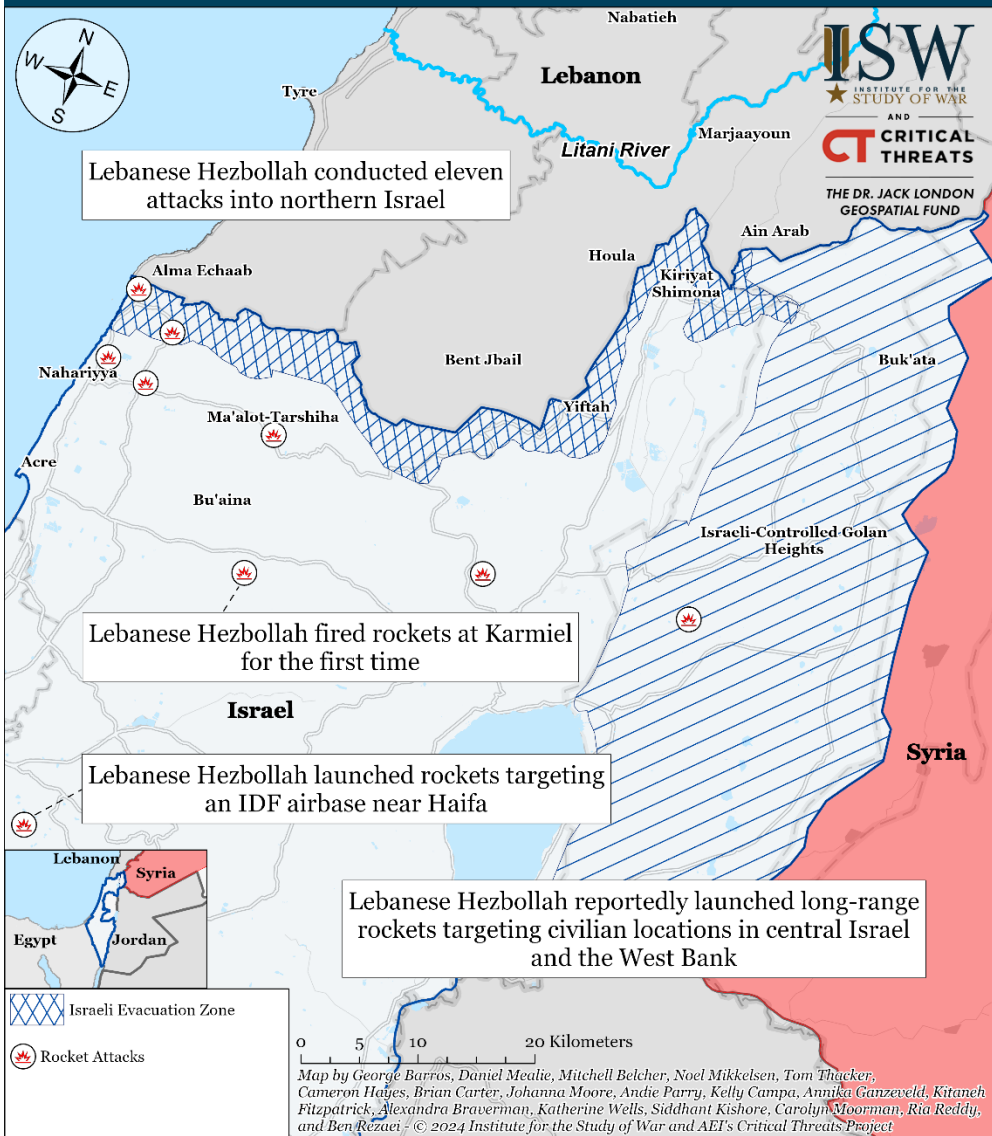 N
W
E
S
Nabatieh
Lebanon
Tyre
ISW
INSTITUTE FOR THE
STUDY OF WAR
AND
CT CRITICAL
THREATS
THE DR. JACK LONDON
GEOSPATIAL FUND
Marjaayoun
Litani River
Lebanese Hezbollah conducted eleven
attacks into northern Israel
Ain Arab
Houla
Alma Echaab
Kiriyat
Shimona
Bent Jbail
Buk'ata
Nahariyya
Yiftah
Ma'alot-Tarshiha
Acre
Bu'aina
Israeli-Controlled Golan
Heights
Lebanese Hezbollah fired rockets at Karmiel
for the first time
Israel
Syria
Lebanese Hezbollah launched rockets targeting
an IDF airbase near Haifa
Lebanon
Syria
Egypt
Jordan
Lebanese Hezbollah reportedly launched long-range
rockets targeting civilian locations in central Israel
and the West Bank
Israeli Evacuation Zone
Rocket Attacks
0 5 10 20 Kilometers
Map by George Barros, Daniel Mealie, Mitchell Belcher, Noel Mikkelsen, Tom Thacker,
Cameron Hayes, Brian Carter, Johanna Moore, Andie Parry, Kelly Campa, Annika Ganzeveld, Kitaneh
Fitzpatrick, Alexandra Braverman, Katherine Wells, Siddhant Kishore, Carolyn Moorman, Ria Reddy,
and Ben Rezaei - © 2024 Institute for the Study of War and AEI's Critical Threats Project